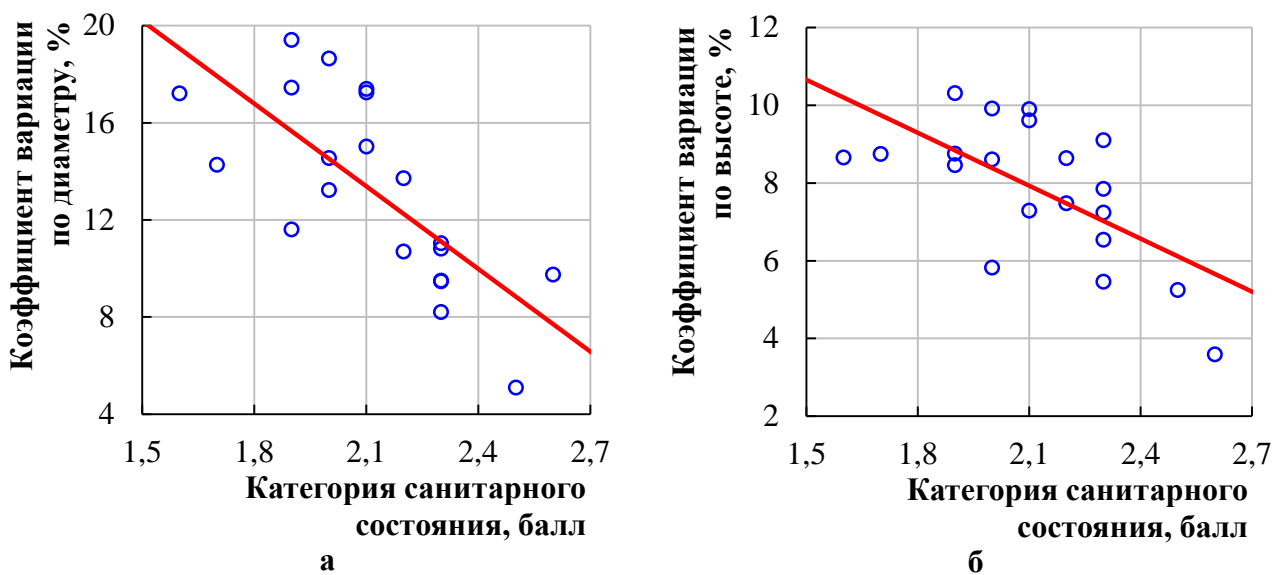 Коэффициент вариации
по диаметру, %
20
16
12
8
4
1,5 1,8 2,1 2,4 2,7
Категория санитарного
состояния, балл
а
Коэффициент вариации
по высоте, %
12
10
8
6
4
2
1,5 1,8 2,1 2,4 2,7
Категория санитарного
состояния, балл
б